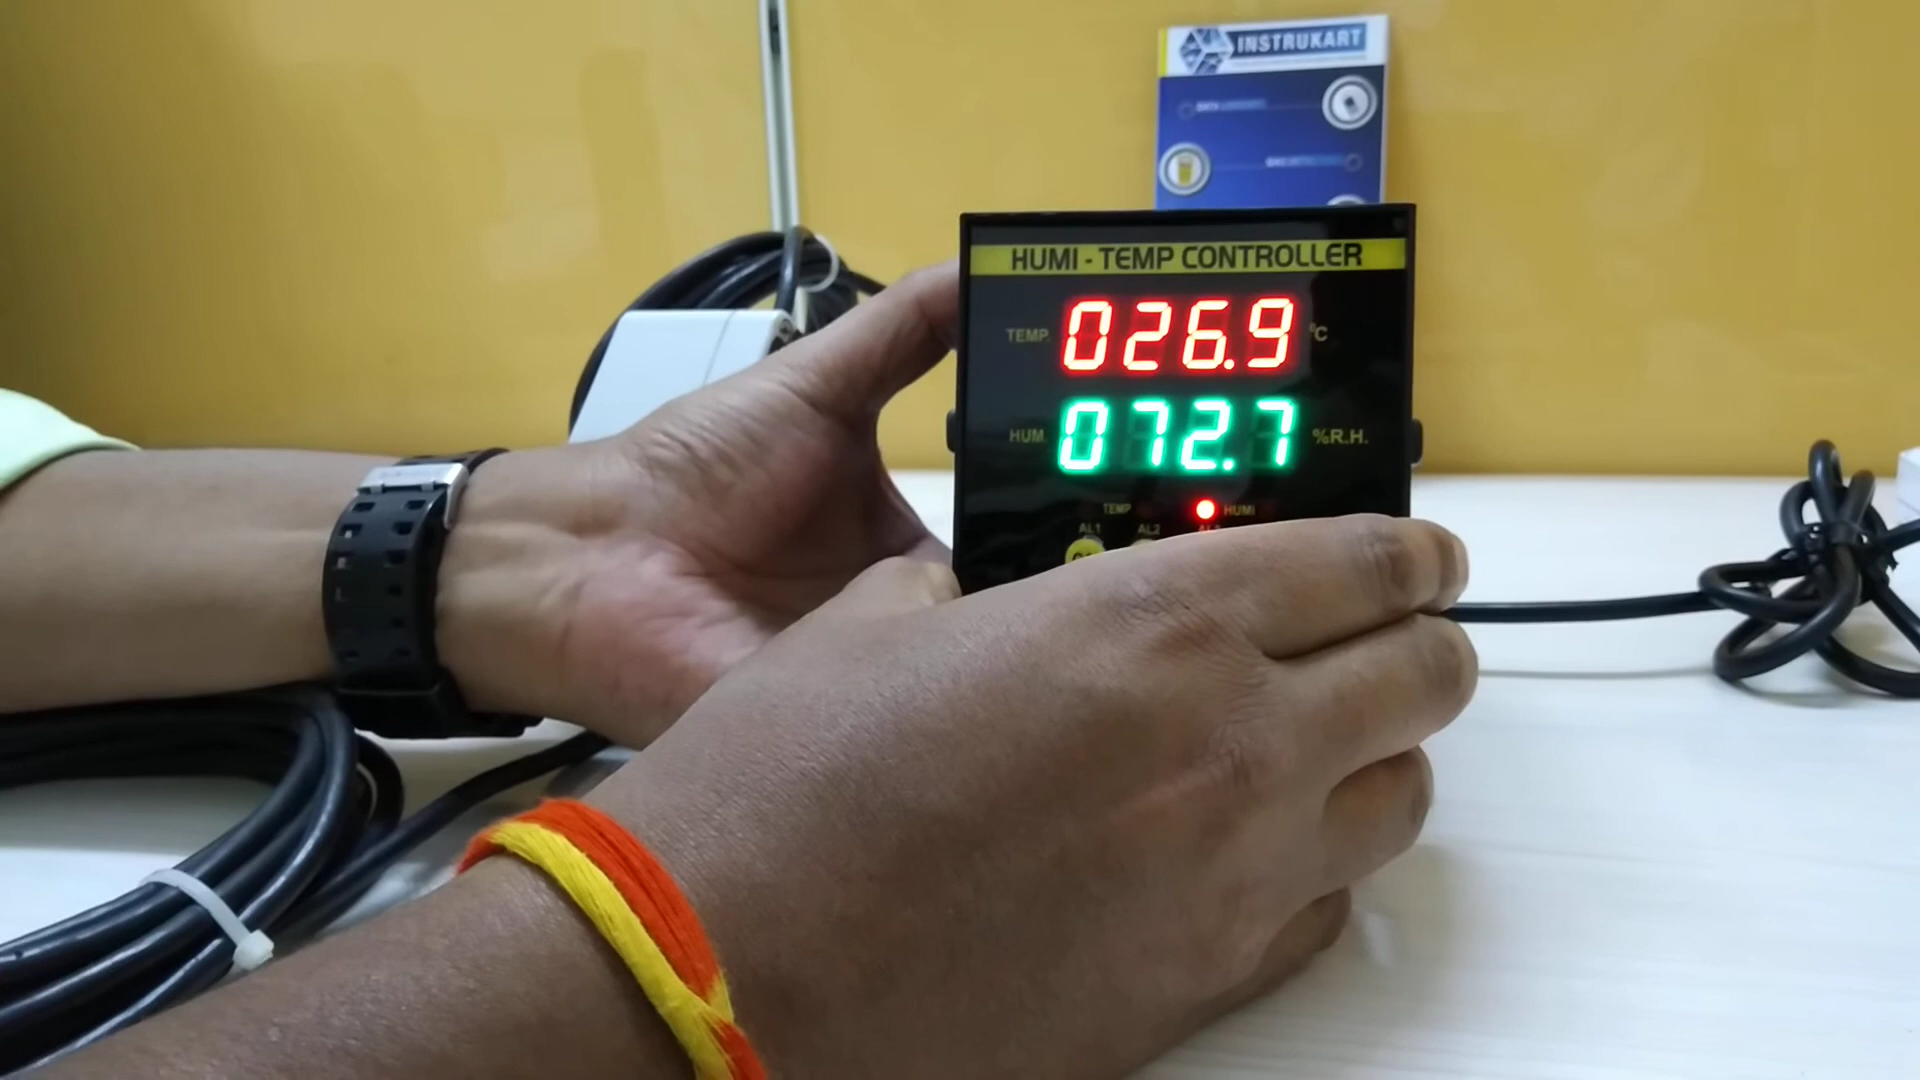 INSTRUKART
HUMI - TEMP CONTROLLER
TEMP. 026.9 °C
HUM. 072.7 %R.H.
TEMP HUMI
AL1 AL2